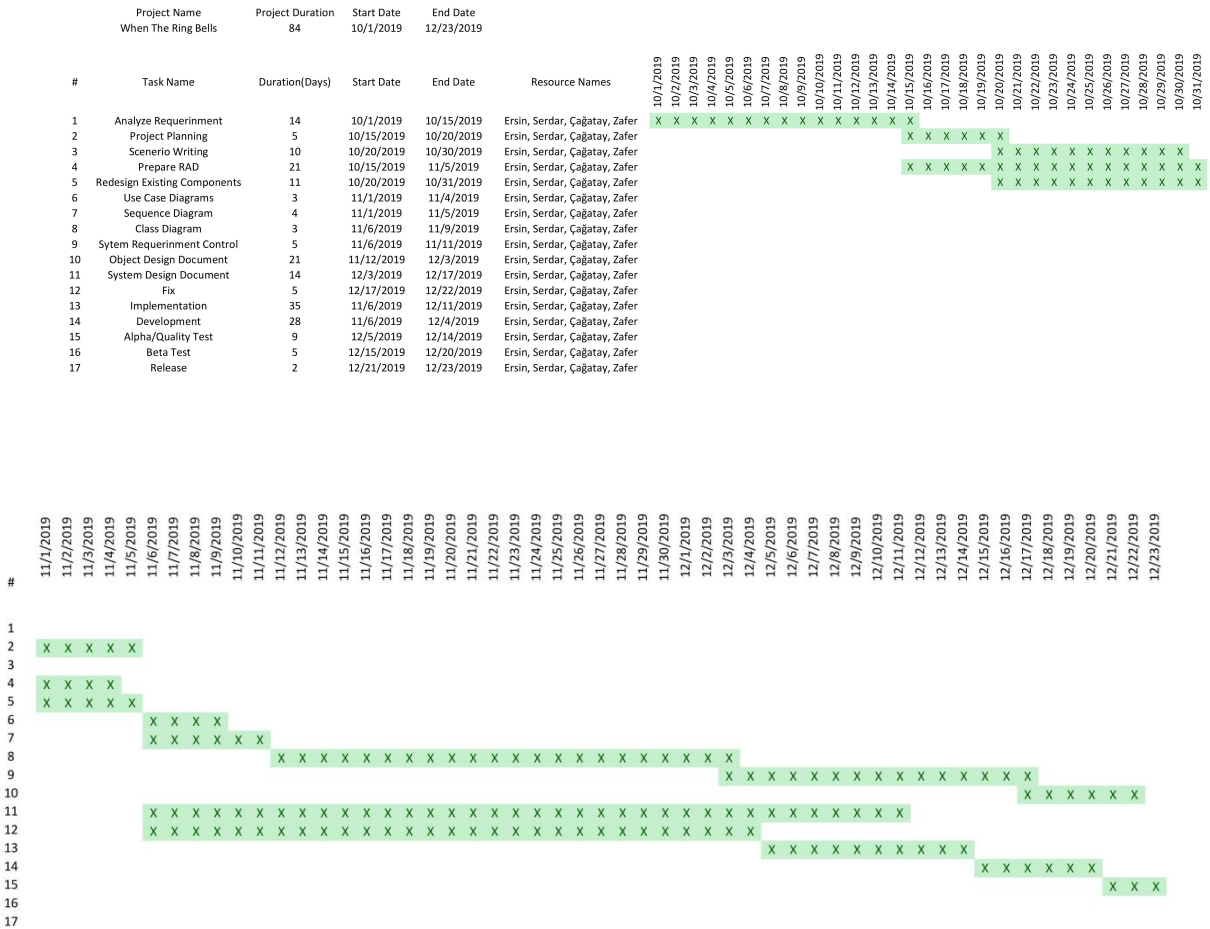 Project Name Project Duration Start Date End Date
When The Ring Bells 84 10/1/2019 12/23/2019
# Task Name Duration(Days) Start Date End Date Resource Names 10/1/2019 10/2/2019 10/3/2019 10/4/2019 10/5/2019 10/6/2019 10/7/2019 10/8/2019 10/9/2019 10/10/2019 10/11/2019 10/12/2019 10/13/2019 10/14/2019 10/15/2019 10/16/2019 10/17/2019 10/18/2019 10/19/2019 10/20/2019 10/21/2019 10/22/2019 10/23/2019 10/24/2019 10/25/2019 10/26/2019 10/27/2019 10/28/2019 10/29/2019 10/30/2019 10/31/2019
1 Analyze Requerinment 14 10/1/2019 10/15/2019 Ersin, Serdar, Çağatay, Zafer X X X X X X X X X X X X X X X
2 Project Planning 5 10/15/2019 10/20/2019 Ersin, Serdar, Çağatay, Zafer X X X X X X
3 Scenerio Writing 10 10/20/2019 10/30/2019 Ersin, Serdar, Çağatay, Zafer X X X X X X X X X X X
4 Prepare RAD 21 10/15/2019 11/5/2019 Ersin, Serdar, Çağatay, Zafer X X X X X X X X X X X X X X X X X
5 Redesign Existing Components 11 10/20/2019 10/31/2019 Ersin, Serdar, Çağatay, Zafer X X X X X X X X X X X X
6 Use Case Diagrams 3 11/1/2019 11/4/2019 Ersin, Serdar, Çağatay, Zafer
7 Sequence Diagram 4 11/1/2019 11/5/2019 Ersin, Serdar, Çağatay, Zafer
8 Class Diagram 3 11/6/2019 11/9/2019 Ersin, Serdar, Çağatay, Zafer
9 Sytem Requerinment Control 5 11/6/2019 11/11/2019 Ersin, Serdar, Çağatay, Zafer
10 Object Design Document 21 11/12/2019 12/3/2019 Ersin, Serdar, Çağatay, Zafer
11 System Design Document 14 12/3/2019 12/17/2019 Ersin, Serdar, Çağatay, Zafer
12 Fix 5 12/17/2019 12/22/2019 Ersin, Serdar, Çağatay, Zafer
13 Implementation 35 11/6/2019 12/11/2019 Ersin, Serdar, Çağatay, Zafer
14 Development 28 11/6/2019 12/4/2019 Ersin, Serdar, Çağatay, Zafer
15 Alpha/Quality Test 9 12/5/2019 12/14/2019 Ersin, Serdar, Çağatay, Zafer
16 Beta Test 5 12/15/2019 12/20/2019 Ersin, Serdar, Çağatay, Zafer
17 Release 2 12/21/2019 12/23/2019 Ersin, Serdar, Çağatay, Zafer
# 11/1/2019 11/2/2019 11/3/2019 11/4/2019 11/5/2019 11/6/2019 11/7/2019 11/8/2019 11/9/2019 11/10/2019 11/11/2019 11/12/2019 11/13/2019 11/14/2019 11/15/2019 11/16/2019 11/17/2019 11/18/2019 11/19/2019 11/20/2019 11/21/2019 11/22/2019 11/23/2019 11/24/2019 11/25/2019 11/26/2019 11/27/2019 11/28/2019 11/29/2019 11/30/2019 12/1/2019 12/2/2019 12/3/2019 12/4/2019 12/5/2019 12/6/2019 12/7/2019 12/8/2019 12/9/2019 12/10/2019 12/11/2019 12/12/2019 12/13/2019 12/14/2019 12/15/2019 12/16/2019 12/17/2019 12/18/2019 12/19/2019 12/20/2019 12/21/2019 12/22/2019 12/23/2019
1
2 X X X X X
3
4 X X X X
5 X X X X X
6 X X X X
7 X X X X X X
8 X X X X X X X X X X X X X X X X X X X X X X
9 X X X X X X X X X X X X X X X
10 X X X X X X
11 X X X X X X X X X X X X X X X X X X X X X X X X X X X X X X X X X X X X
12 X X X X X X X X X X X X X X X X X X X X X X X X X X X X X
13 X X X X X X X X X X
14 X X X X X X
15 X X X
16
17